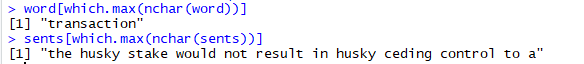 > word[which.max(nchar(word))]
[1] "transaction"
> sents[which.max(nchar(sents))]
[1] "the husky stake would not result in husky ceding control to a"